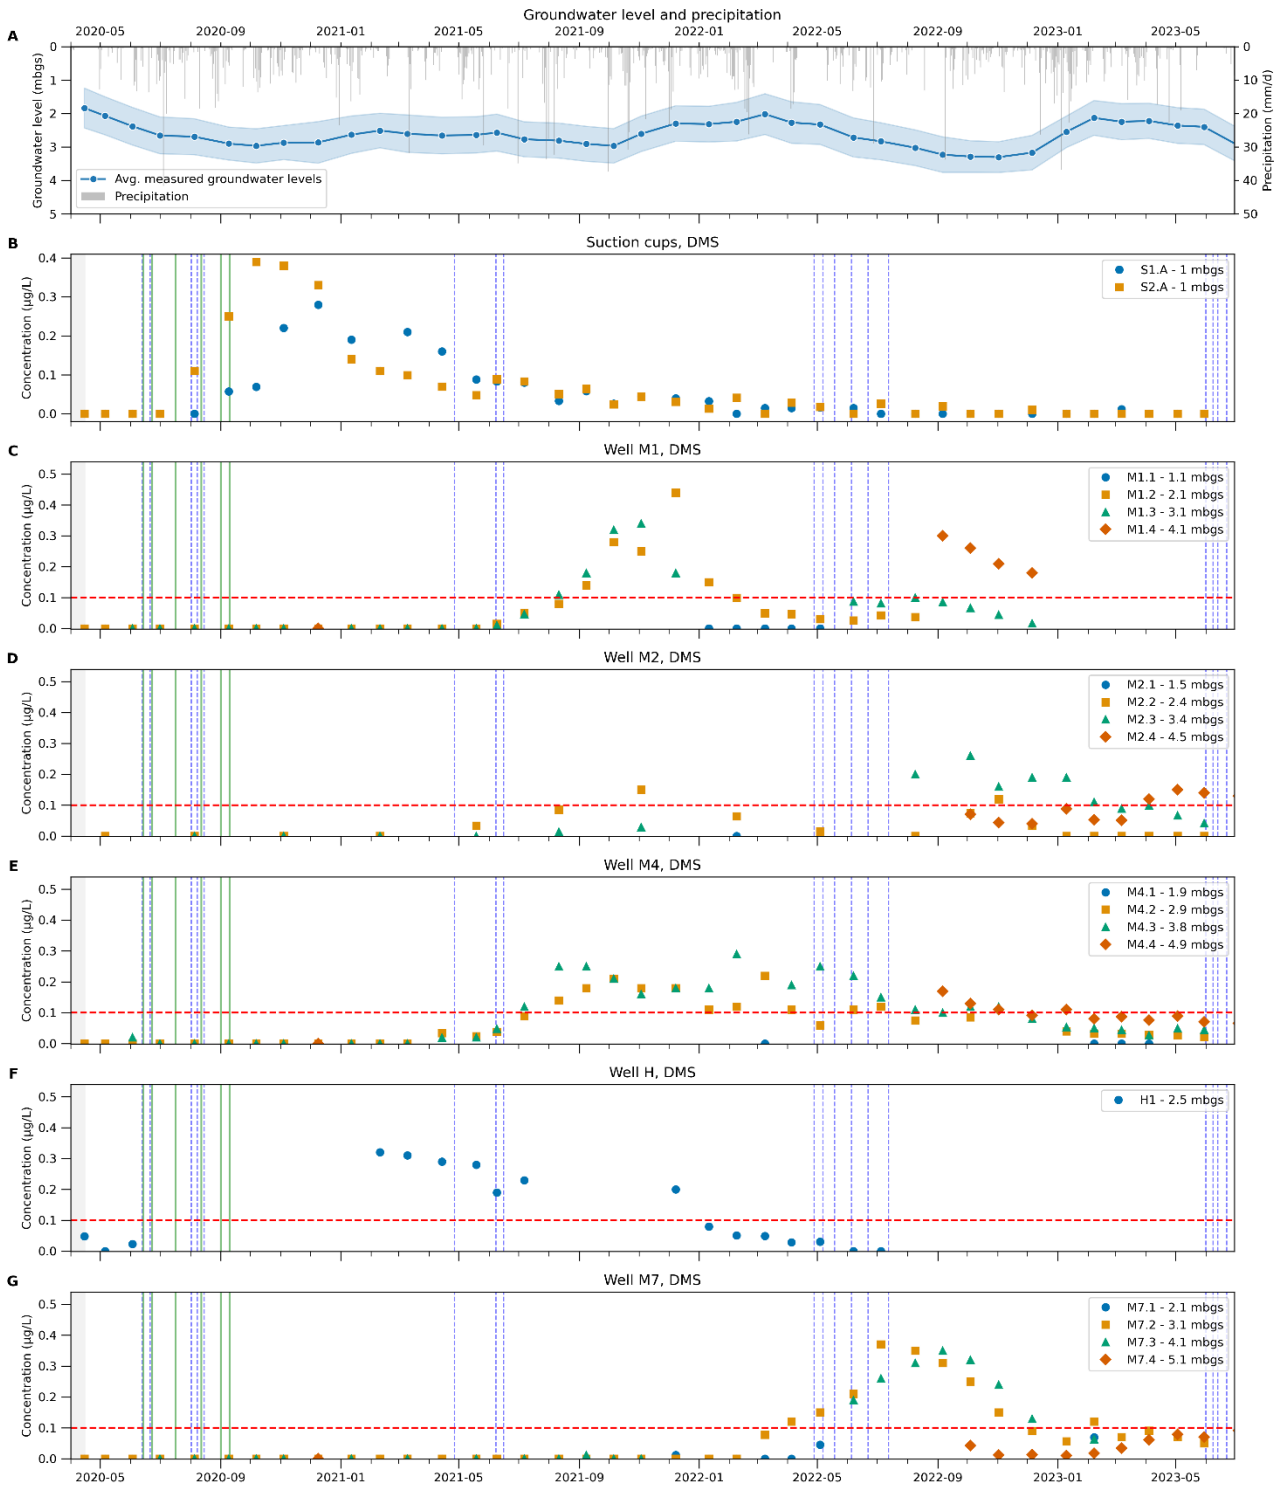 Groundwater level and precipitation
A
2020-05 2020-09 2021-01 2021-05 2021-09 2022-01 2022-05 2022-09 2023-01 2023-05
Groundwater level (mbgs)
0
1
2
3
4
5
Avg. measured groundwater levels
Precipitation
0
10
20
30
40
50
Precipitation (mm/d)
B
Suction cups, DMS
Concentration (µg/L)
0.4
0.3
0.2
0.1
0.0
S1.A - 1 mbgs
S2.A - 1 mbgs
C
Well M1, DMS
Concentration (µg/L)
0.5
0.4
0.3
0.2
0.1
0.0
M1.1 - 1.1 mbgs
M1.2 - 2.1 mbgs
M1.3 - 3.1 mbgs
M1.4 - 4.1 mbgs
D
Well M2, DMS
Concentration (µg/L)
0.5
0.4
0.3
0.2
0.1
0.0
M2.1 - 1.5 mbgs
M2.2 - 2.4 mbgs
M2.3 - 3.4 mbgs
M2.4 - 4.5 mbgs
E
Well M4, DMS
Concentration (µg/L)
0.5
0.4
0.3
0.2
0.1
0.0
M4.1 - 1.9 mbgs
M4.2 - 2.9 mbgs
M4.3 - 3.8 mbgs
M4.4 - 4.9 mbgs
F
Well H, DMS
Concentration (µg/L)
0.5
0.4
0.3
0.2
0.1
0.0
H1 - 2.5 mbgs
G
Well M7, DMS
Concentration (µg/L)
0.5
0.4
0.3
0.2
0.1
0.0
M7.1 - 2.1 mbgs
M7.2 - 3.1 mbgs
M7.3 - 4.1 mbgs
M7.4 - 5.1 mbgs
2020-05 2020-09 2021-01 2021-05 2021-09 2022-01 2022-05 2022-09 2023-01 2023-05